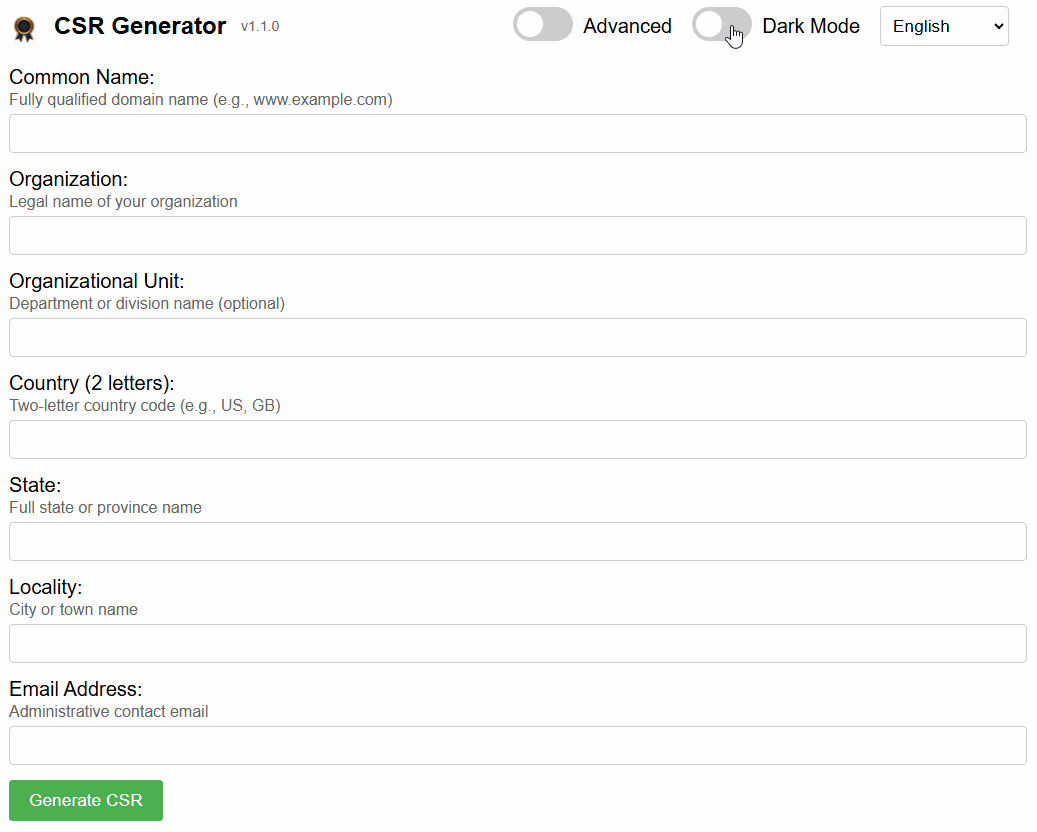 CSR Generator v1.1.0 Advanced Dark Mode English
Common Name:
Fully qualified domain name (e.g., www.example.com)
Organization:
Legal name of your organization
Organizational Unit:
Department or division name (optional)
Country (2 letters):
Two-letter country code (e.g., US, GB)
State:
Full state or province name
Locality:
City or town name
Email Address:
Administrative contact email
Generate CSR